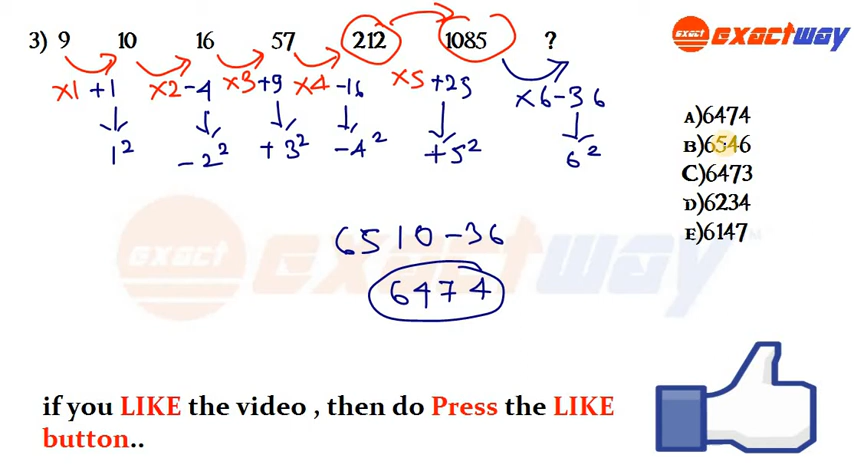 exactway
3) 9 10 16 57 212 1085 ?
×1 +1 ×2 -4 ×3 +9 ×4 -16 ×5 +25 ×6 -36
1² -2² +3² -4² +5² 6²
A)6474
B)6546
C)6473
D)6234
E)6147
6510 -36
6474
exact exactway
if you LIKE the video , then do Press the LIKE
button..